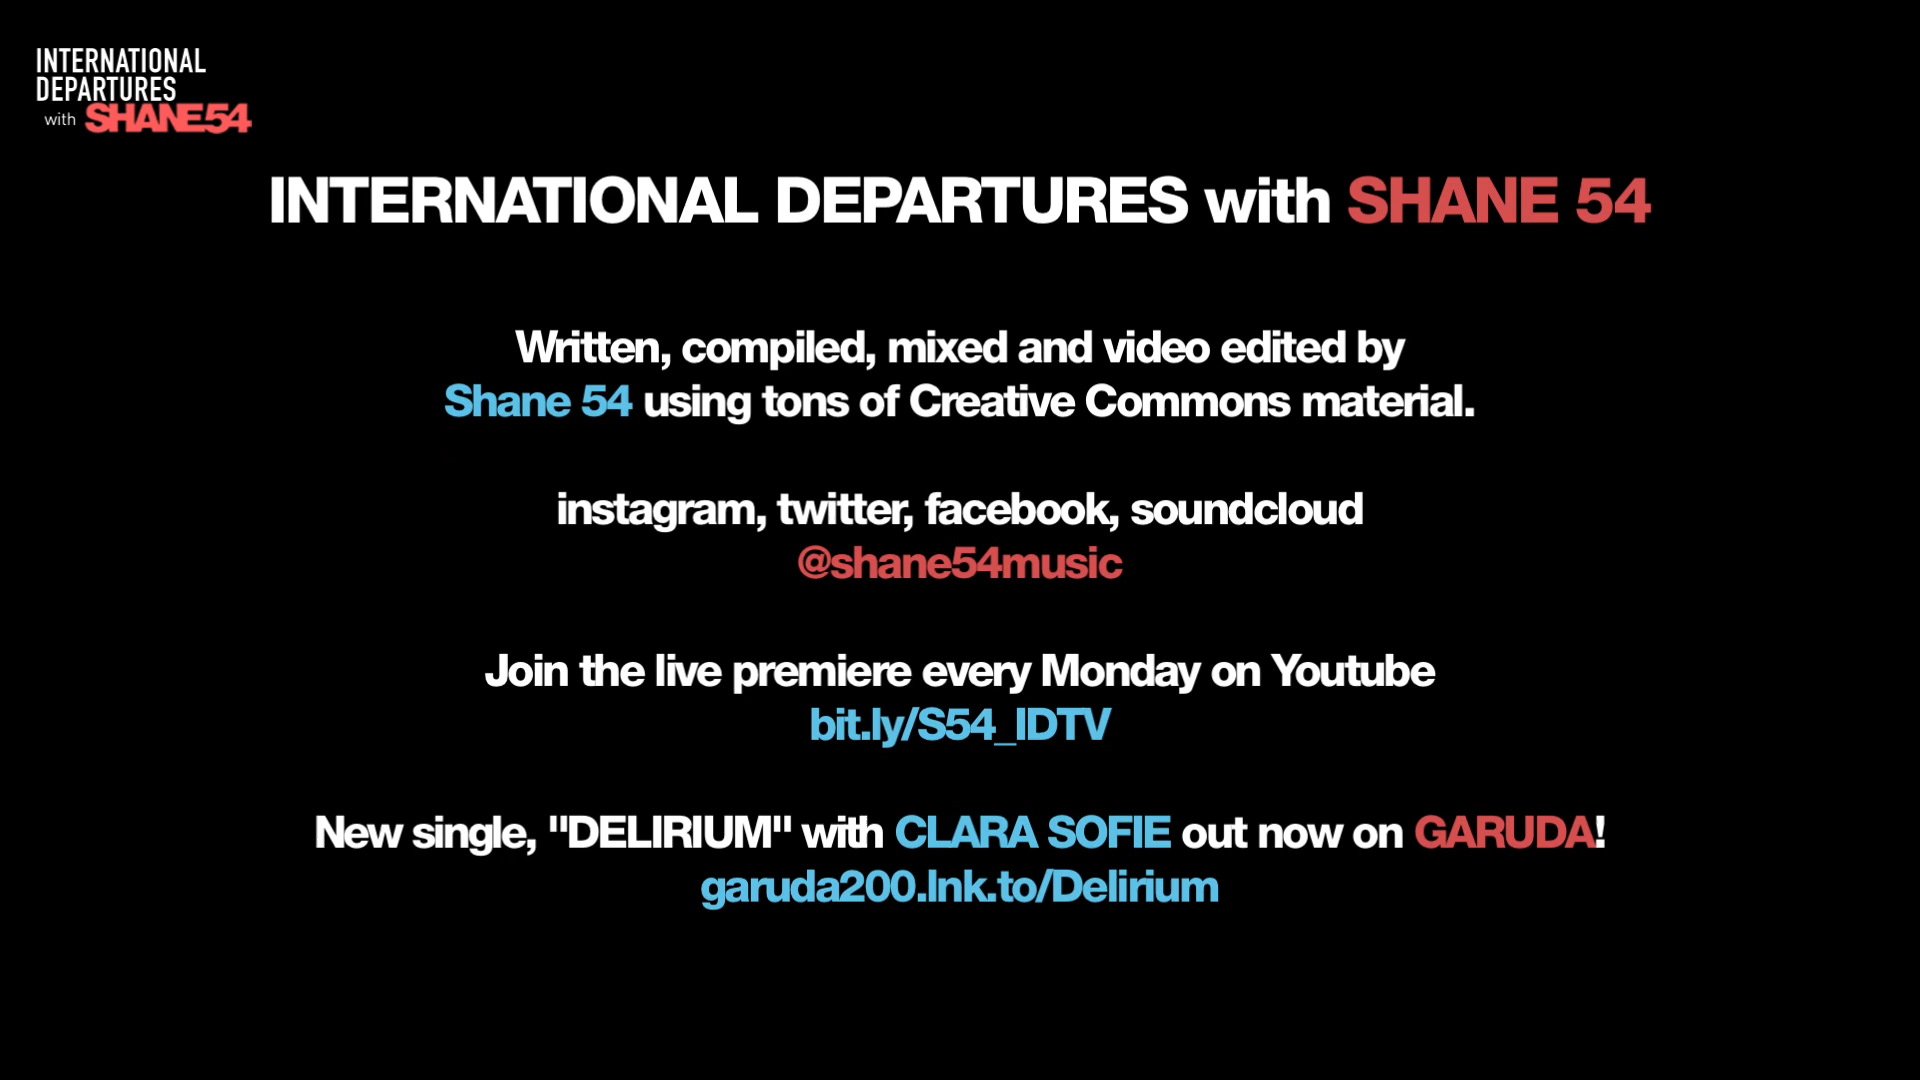 INTERNATIONAL
DEPARTURES
with SHANE54
INTERNATIONAL DEPARTURES with SHANE 54
Written, compiled, mixed and video edited by
Shane 54 using tons of Creative Commons material.
instagram, twitter, facebook, soundcloud
@shane54music
Join the live premiere every Monday on Youtube
bit.ly/S54_IDTV
New single, "DELIRIUM" with CLARA SOFIE out now on GARUDA!
garuda200.lnk.to/Delirium